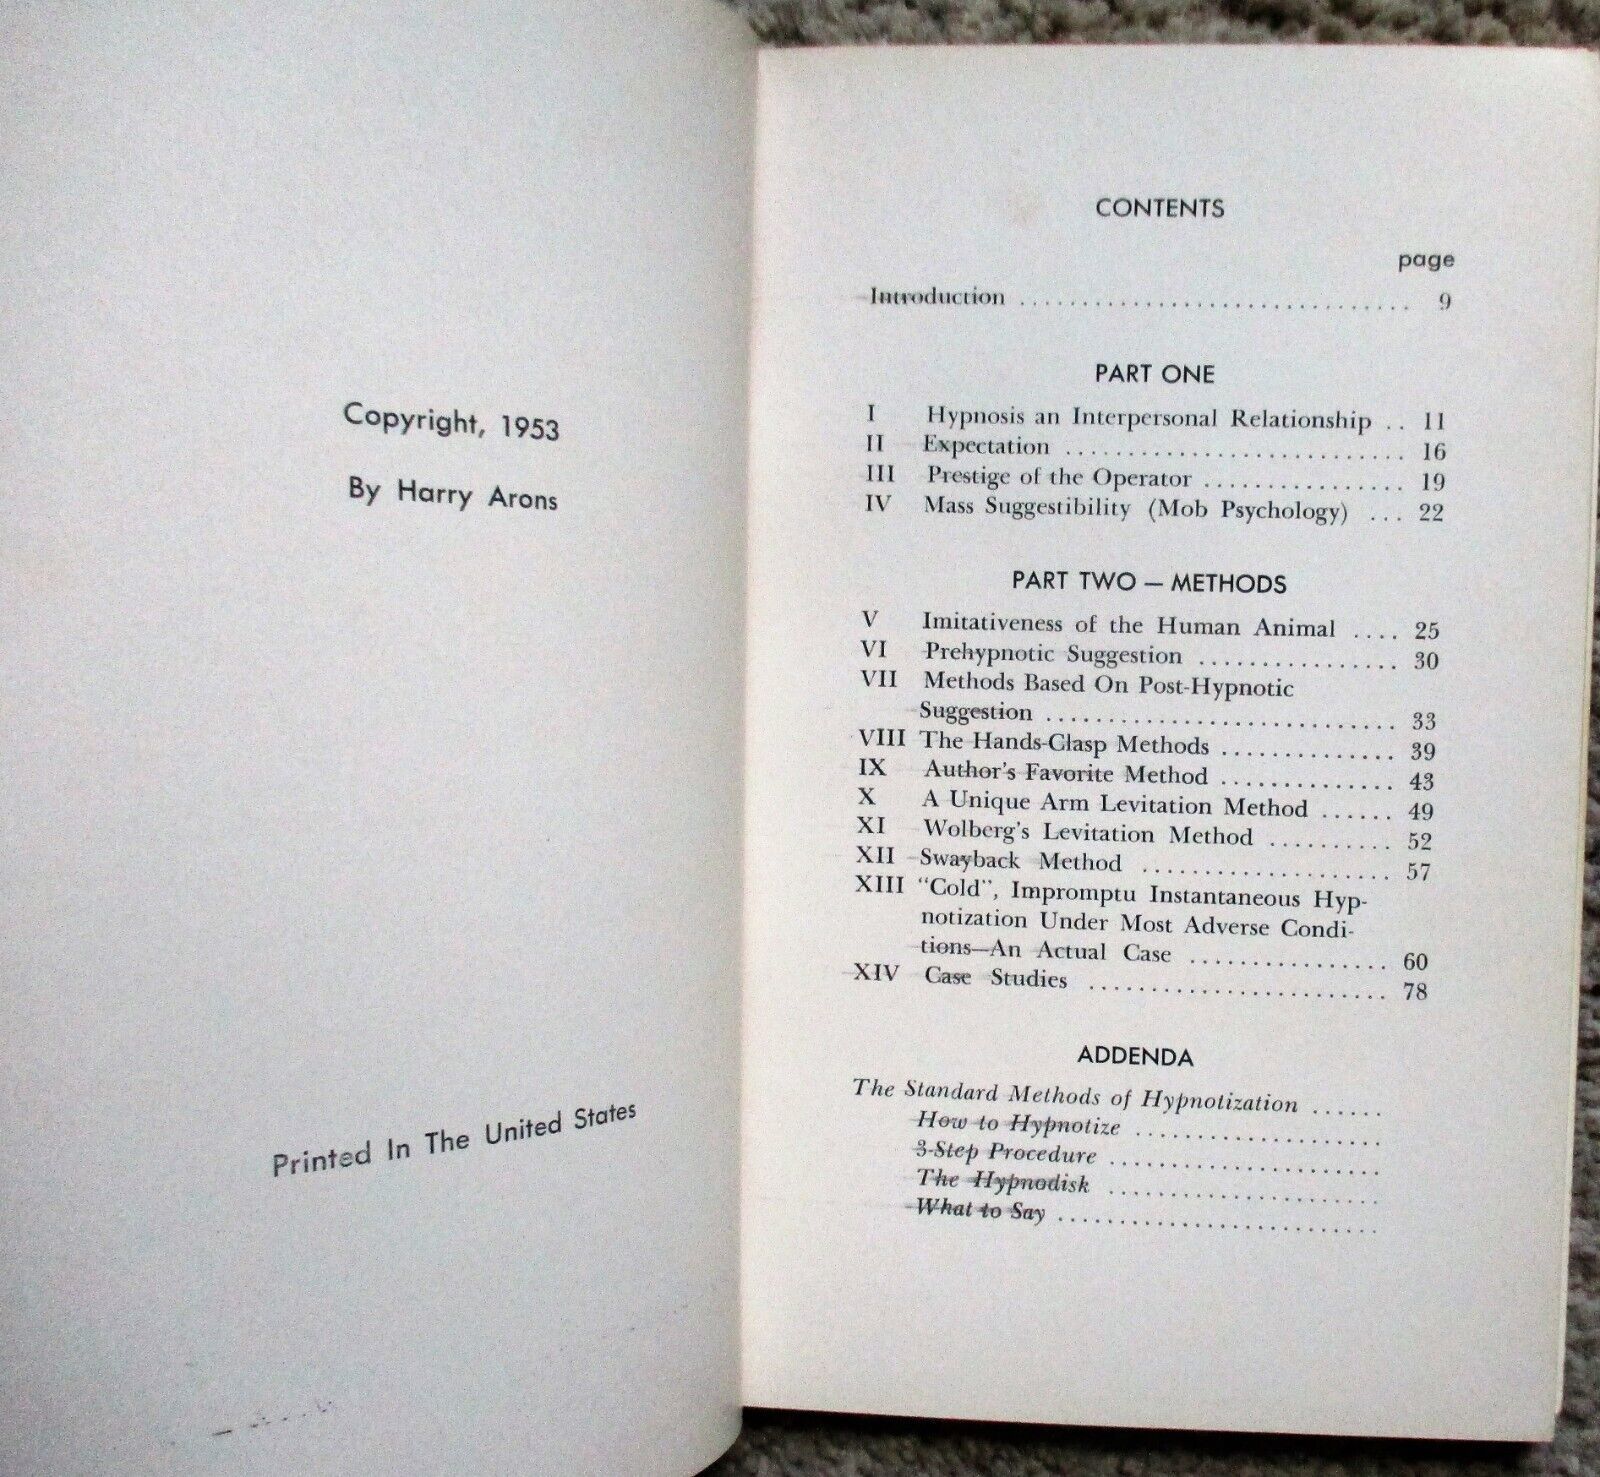 Copyright, 1953
By Harry Arons
Printed In The United States
CONTENTS
page
Introduction ............................... 9
PART ONE
I Hypnosis an Interpersonal Relationship .. 11
II Expectation ........................... 16
III Prestige of the Operator ................ 19
IV Mass Suggestibility (Mob Psychology) ... 22
PART TWO — METHODS
V Imitativeness of the Human Animal .... 25
VI Prehypnotic Suggestion ................ 30
VII Methods Based On Post-Hypnotic
Suggestion ............................ 33
VIII The Hands-Clasp Methods .............. 39
IX Author's Favorite Method .............. 43
X A Unique Arm Levitation Method ...... 49
XI Wolberg's Levitation Method .......... 52
XII Swayback Method .................... 57
XIII "Cold", Impromptu Instantaneous Hyp-
notization Under Most Adverse Condi-
tions—An Actual Case ................ 60
XIV Case Studies ........................ 78
ADDENDA
The Standard Methods of Hypnotization ......
How to Hypnotize ....................
3-Step Procedure ......................
The Hypnodisk ......................
What to Say ..........................